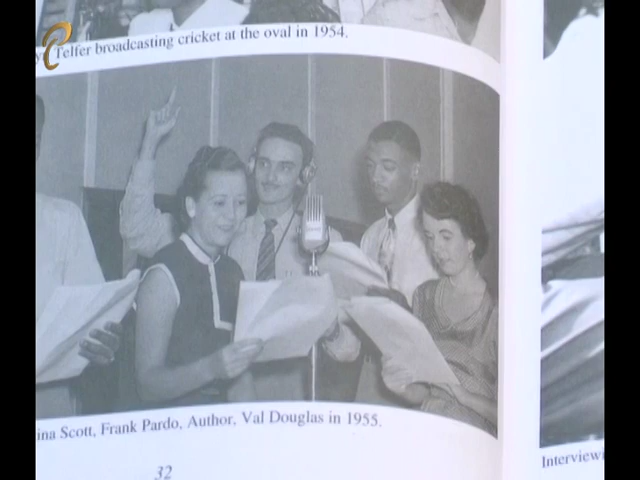 Telfer broadcasting cricket at the oval in 1954.
ina Scott, Frank Pardo, Author, Val Douglas in 1955.
32
Interview